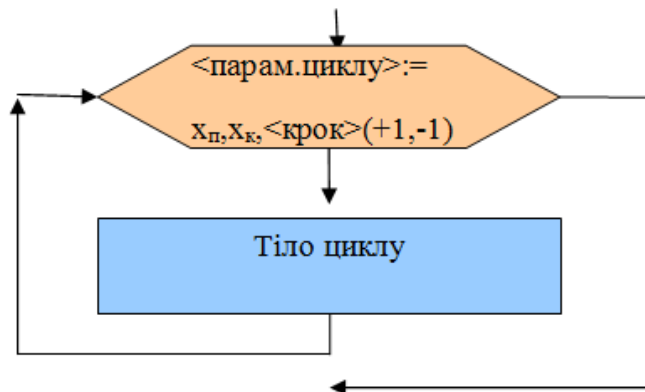 <парам.циклу>:=
xп,xк,<крок>(+1,-1)
Тіло циклу